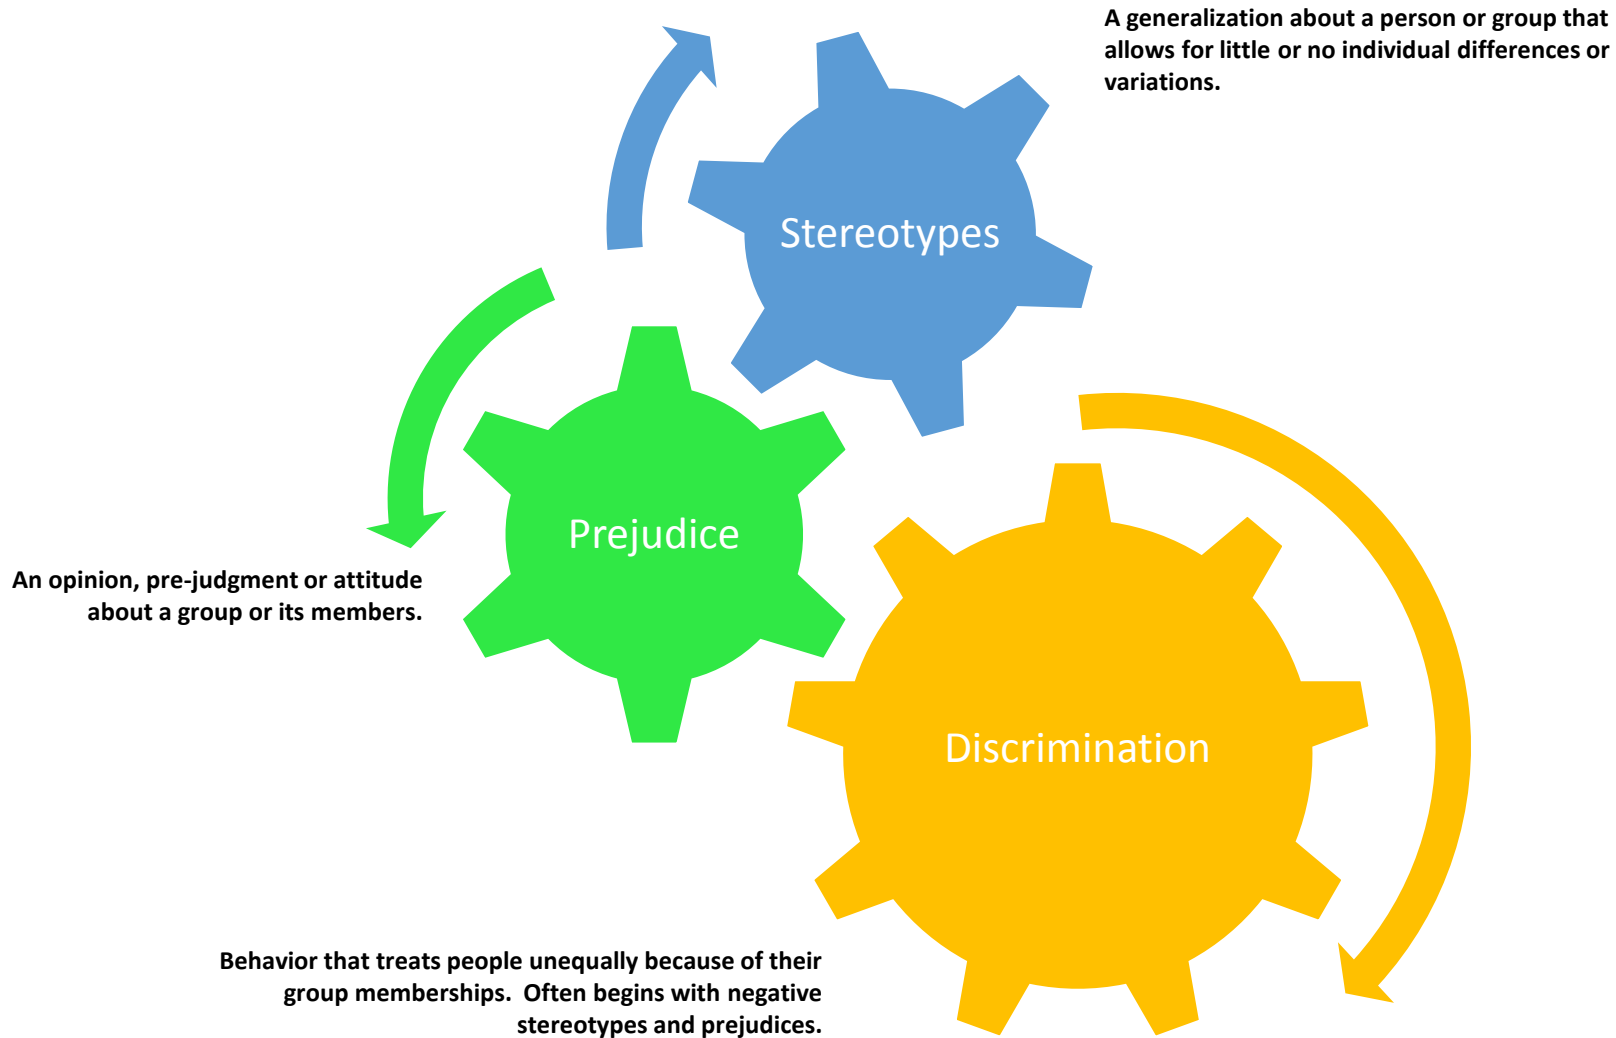 A generalization about a person or group that
allows for little or no individual differences or
variations.
Stereotypes
Prejudice
An opinion, pre-judgment or attitude
about a group or its members.
Discrimination
Behavior that treats people unequally because of their
group memberships.  Often begins with negative
stereotypes and prejudices.